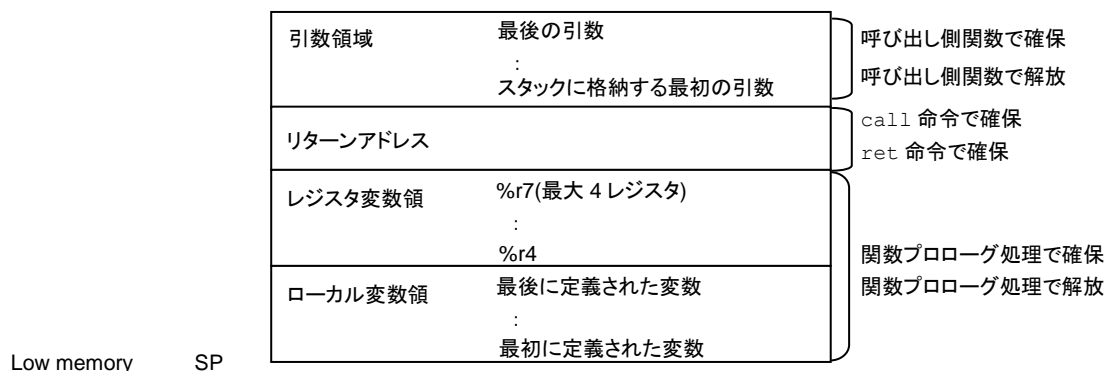 引数領域 最後の引数 呼び出し側関数で確保
:
スタックに格納する最初の引数 呼び出し側関数で解放
リターンアドレス call 命令で確保
ret 命令で確保
レジスタ変数領 %r7(最大 4 レジスタ)
:
%r4 関数プロローグ処理で確保
ローカル変数領 最後に定義された変数 関数プロローグ処理で解放
:
最初に定義された変数
Low memory SP